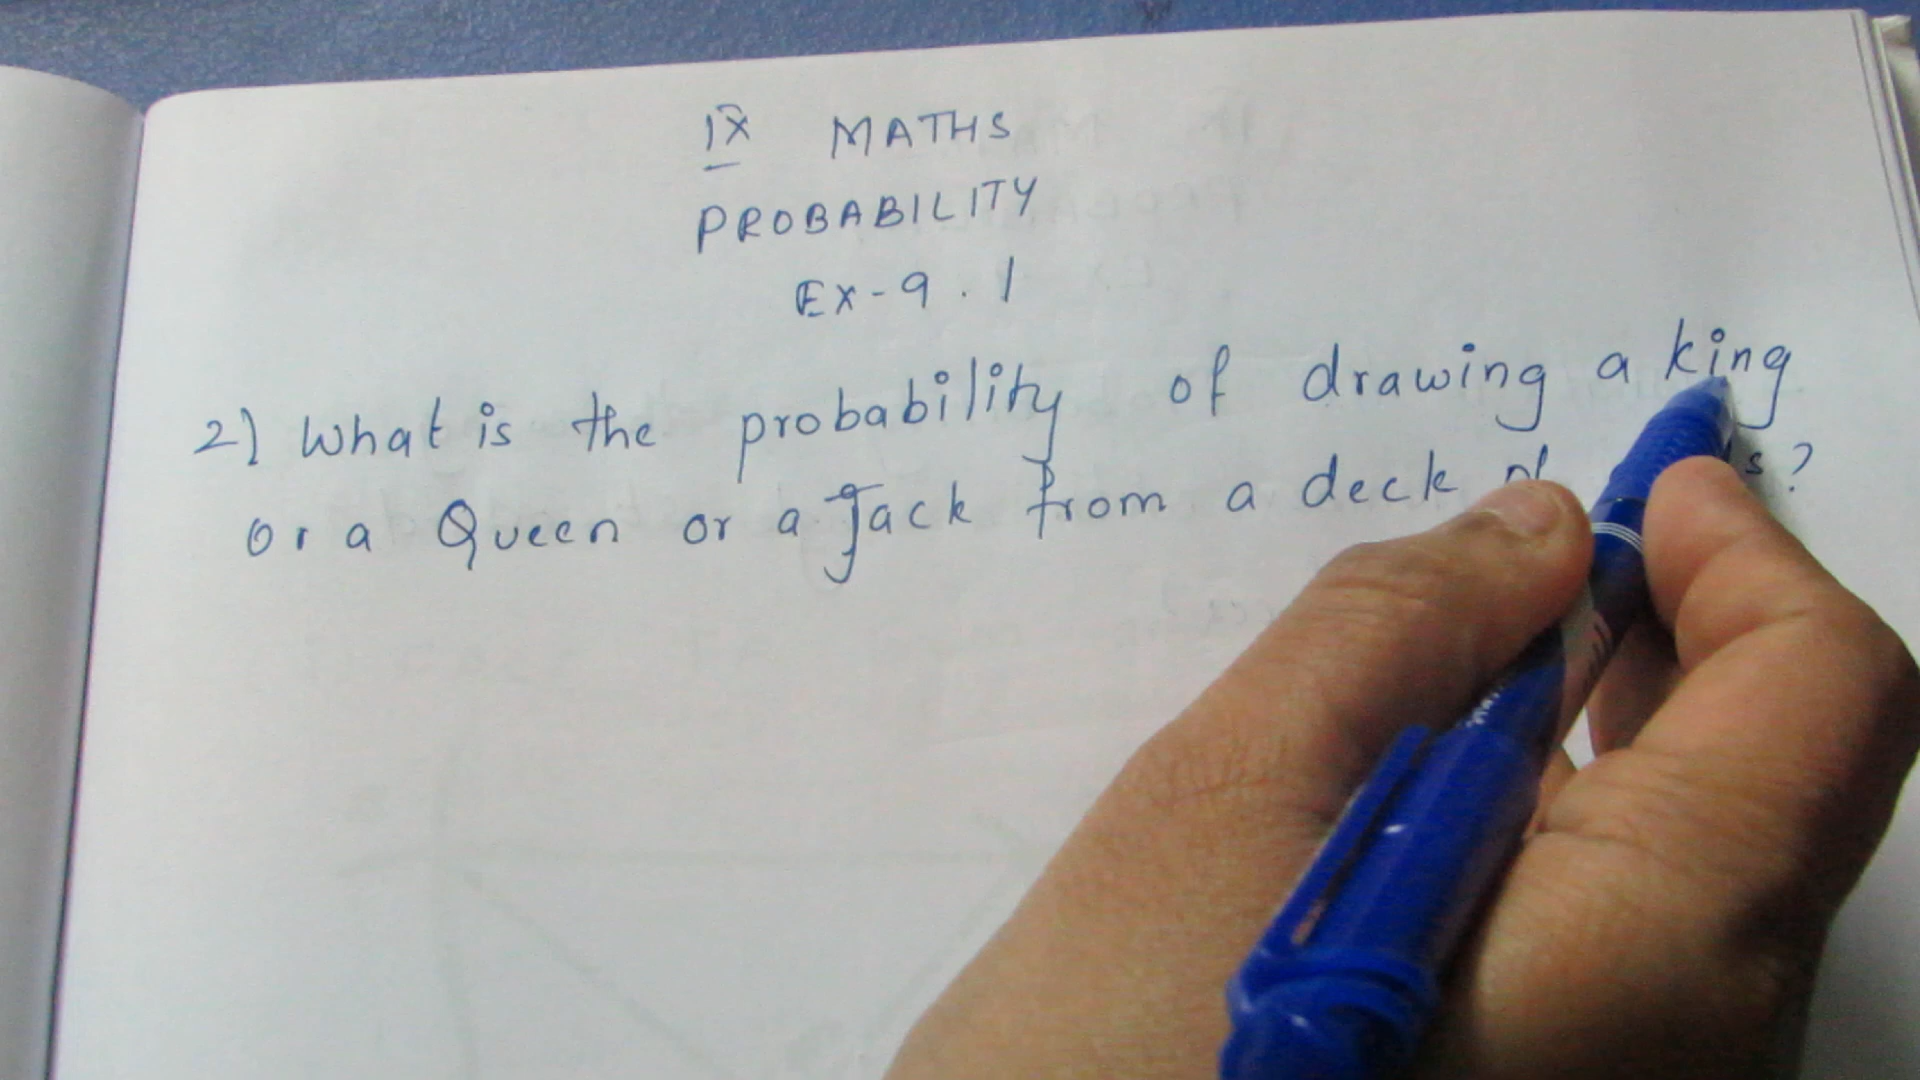 IX MATHS
PROBABILITY
Ex-9.1
2) What is the probability of drawing a king
or a Queen or a Jack from a deck of ?